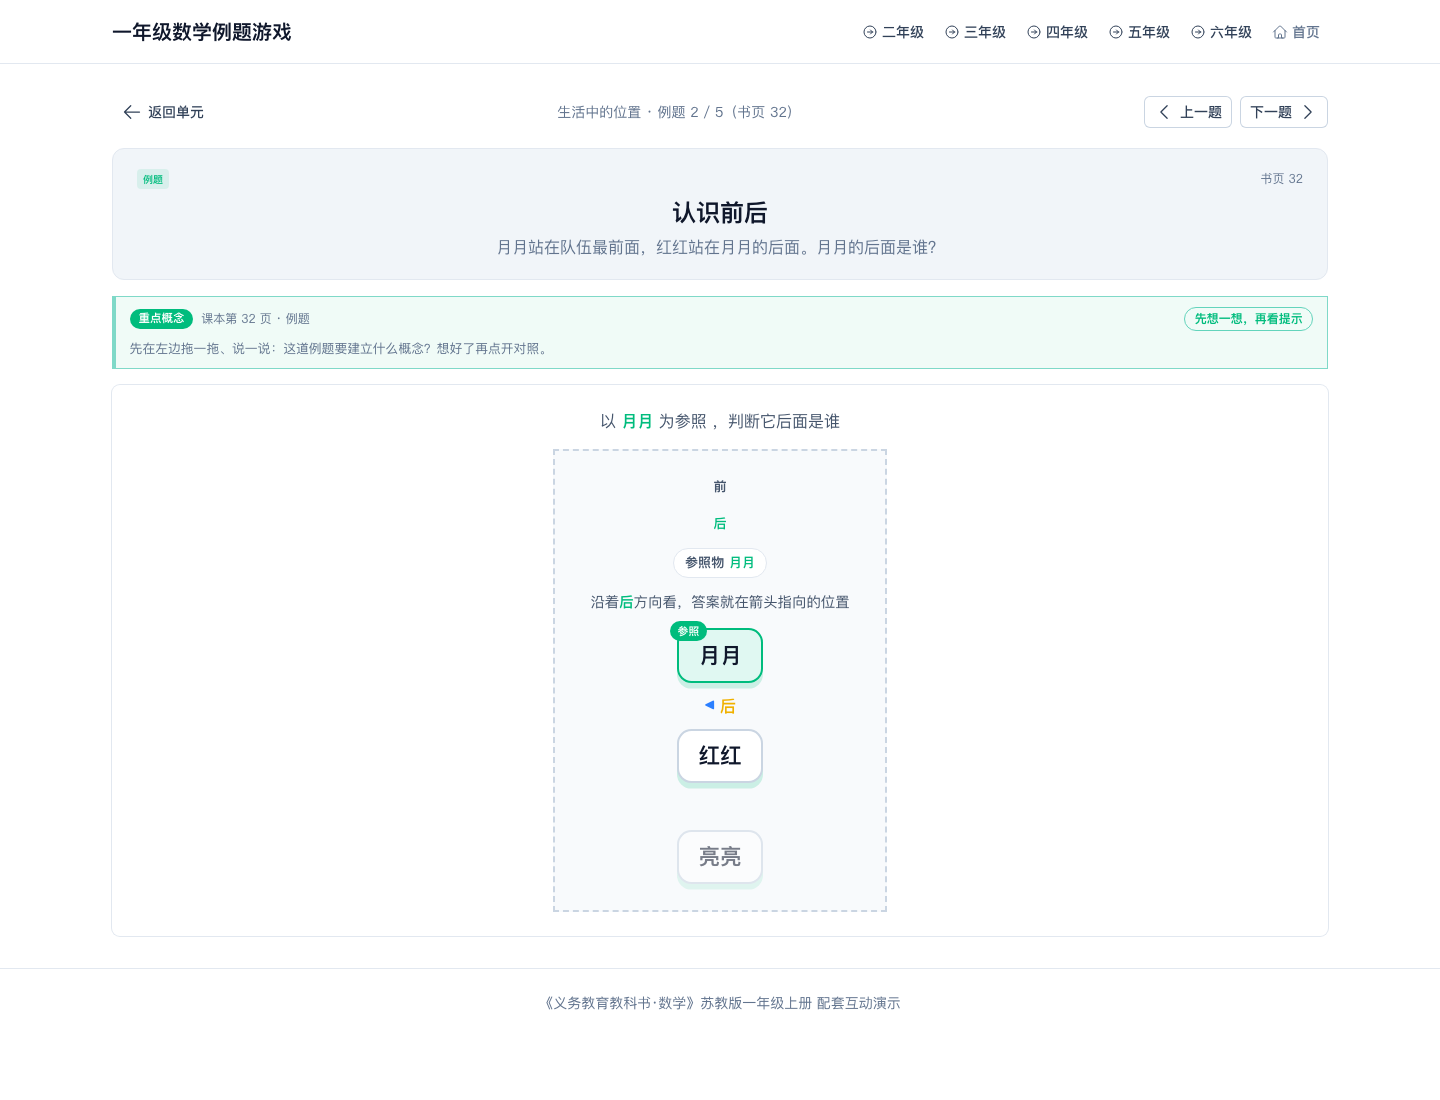 一年级数学例题游戏
二年级 三年级 四年级 五年级 六年级 首页
返回单元
生活中的位置 · 例题 2 / 5（书页 32）
上一题 下一题
例题
书页 32
认识前后
月月站在队伍最前面，红红站在月月的后面。月月的后面是谁？
重点概念 课本第 32 页 · 例题
先想一想，再看提示
先在左边拖一拖、说一说：这道例题要建立什么概念？想好了再点开对照。
以 月月 为参照 ，判断它后面是谁
前
后
参照物 月月
沿着后方向看，答案就在箭头指向的位置
参照
月月
后
红红
亮亮
《义务教育教科书·数学》苏教版一年级上册 配套互动演示